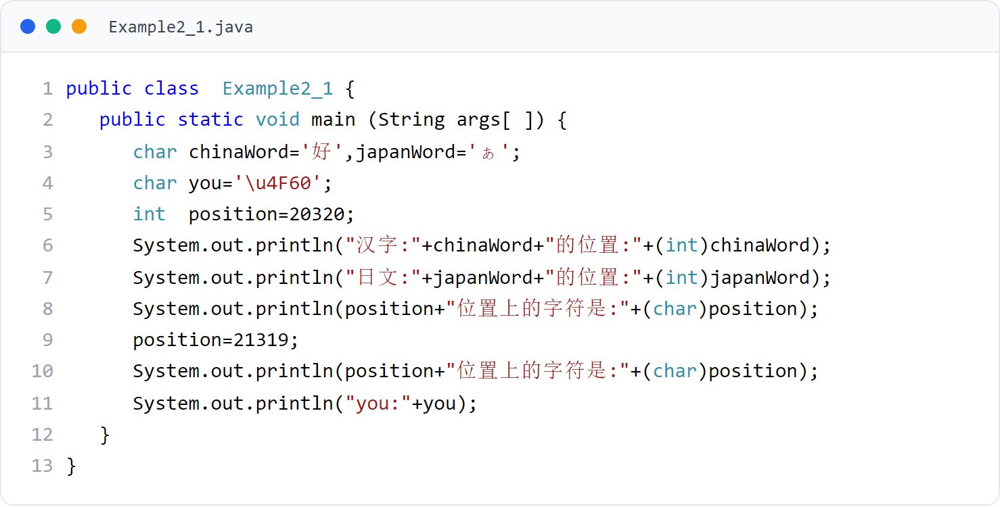 Example2_1.java
1 public class  Example2_1 {
2    public static void main (String args[ ]) {
3       char chinaWord='好',japanWord='ぁ';
4       char you='\u4F60';
5       int  position=20320;
6       System.out.println("汉字:"+chinaWord+"的位置:"+(int)chinaWord);
7       System.out.println("日文:"+japanWord+"的位置:"+(int)japanWord);
8       System.out.println(position+"位置上的字符是:"+(char)position);
9       position=21319;
10       System.out.println(position+"位置上的字符是:"+(char)position);
11       System.out.println("you:"+you);
12    }
13 }